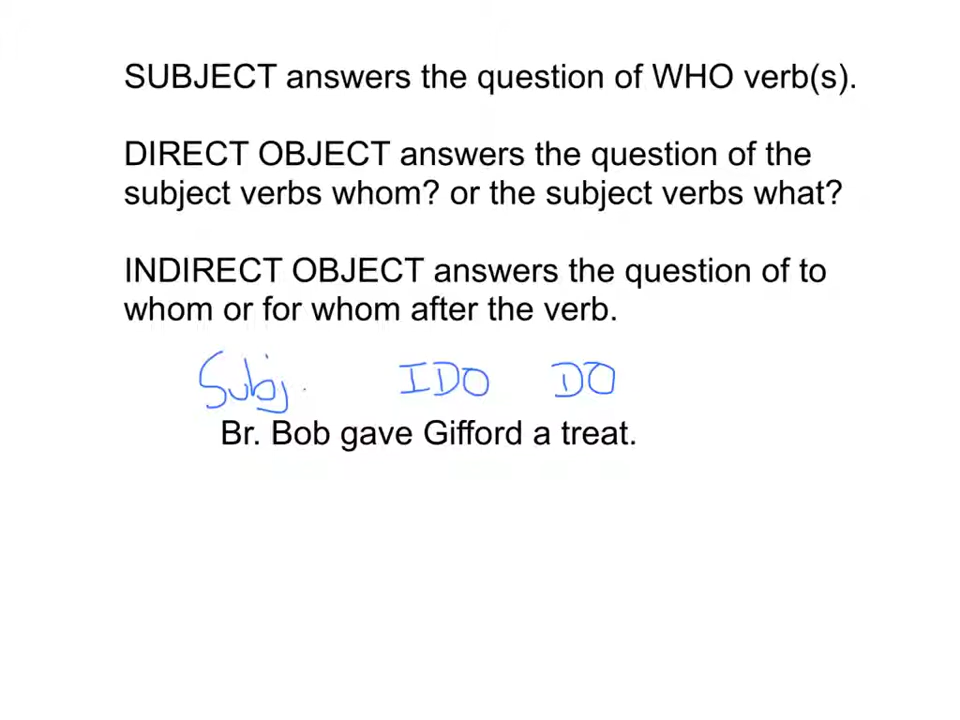 SUBJECT answers the question of WHO verb(s).
DIRECT OBJECT answers the question of the
subject verbs whom? or the subject verbs what?
INDIRECT OBJECT answers the question of to
whom or for whom after the verb.
Subj. IDO DO
Br. Bob gave Gifford a treat.